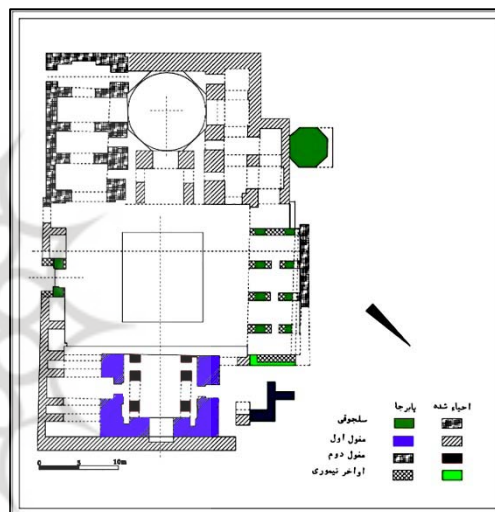 احیاء شده پابرجا
سلجوقی
مغول اول
مغول دوم
اواخر تیموری
0 5 10m